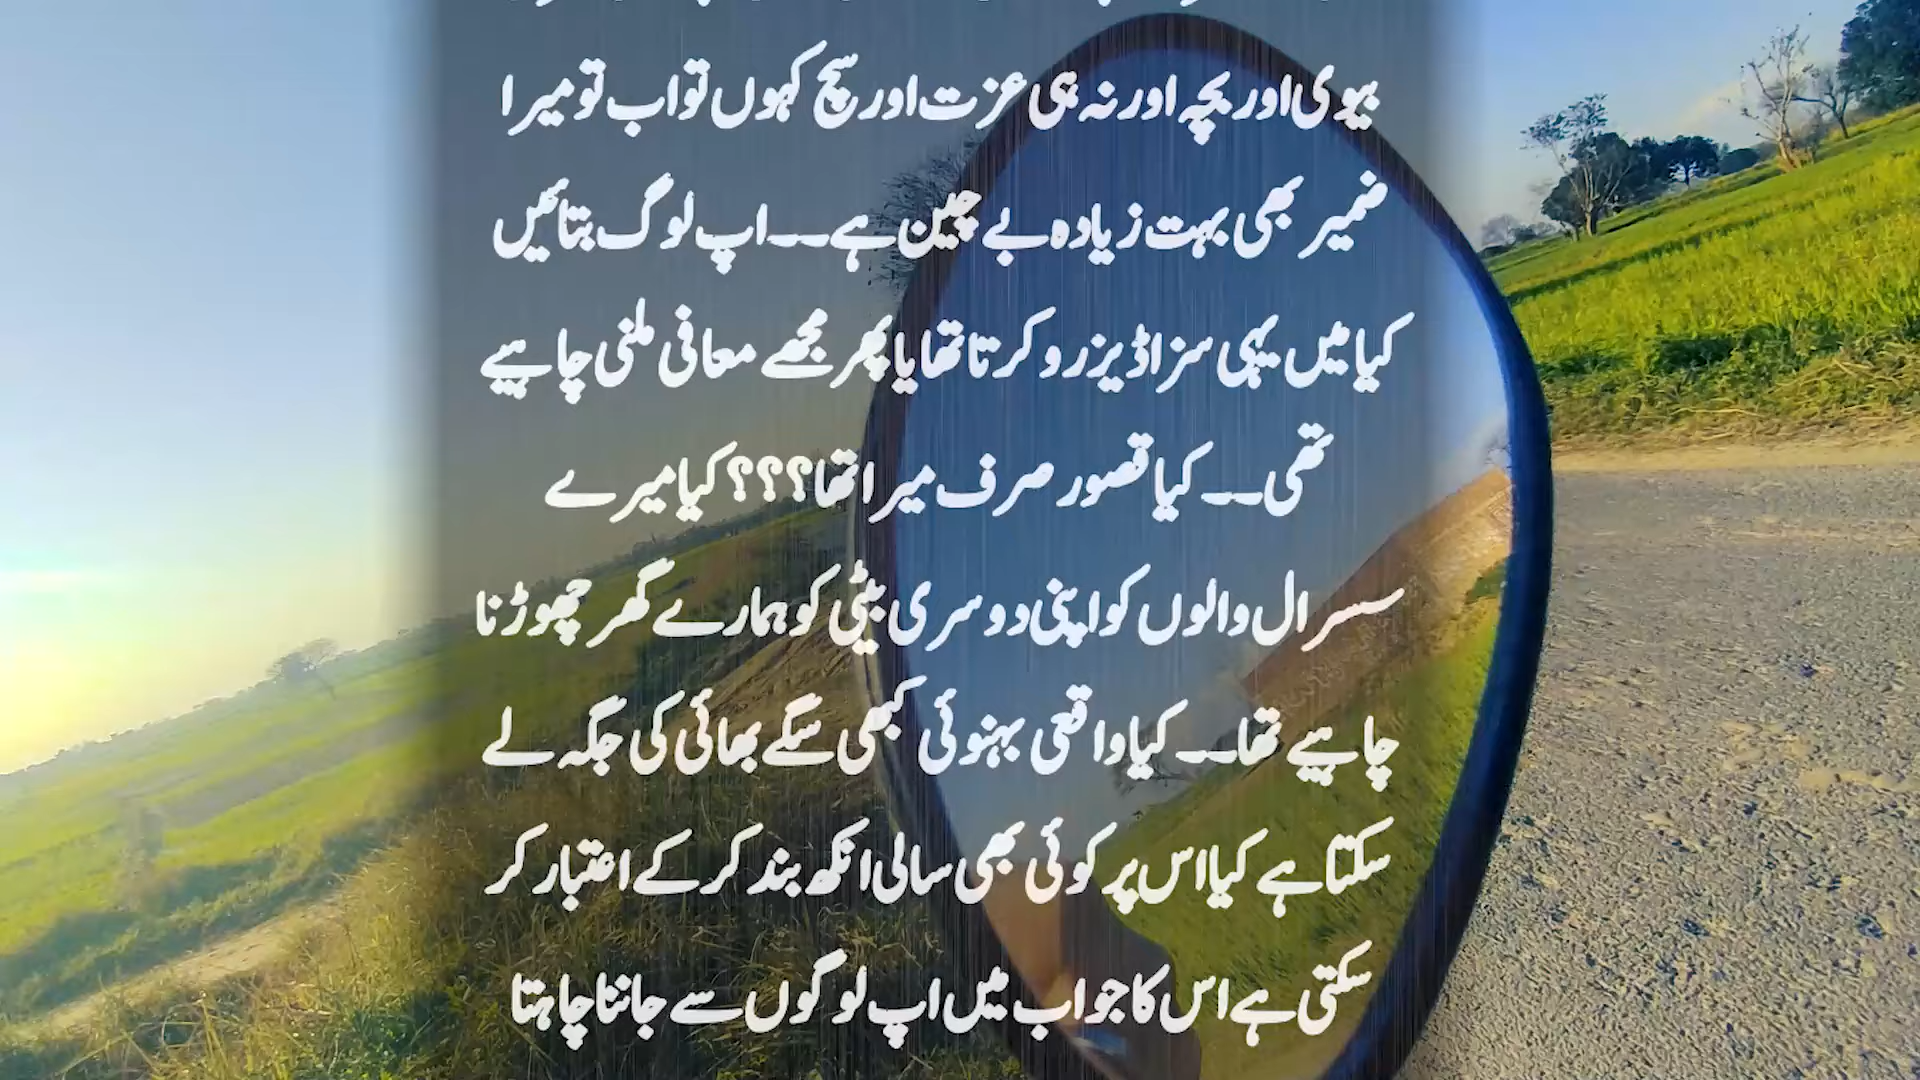 بیوی اور بچہ اور نہ ہی عزت اور سچ کہوں تو اب تو میرا
ضمیر بھی بہت زیادہ بے چین ہے۔۔ اپ لوگ بتائیں
کیا میں یہی سزا ڈیزرو کرتا تھا یا پھر مجھے معافی ملنی چاہیے
تھی۔۔ کیا قصور صرف میرا تھا؟؟؟ کیا میرے
سسرال والوں کو اپنی دوسری بیٹی کو ہمارے گھر چھوڑنا
چاہیے تھا۔۔ کیا واقعی بہنوئی کبھی سگے بھائی کی جگہ لے
سکتا ہے کیا اس پر کوئی بھی سالی انکھ بند کر کے اعتبار کر
سکتی ہے اس کا جواب میں اپ لوگوں سے جاننا چاہتا